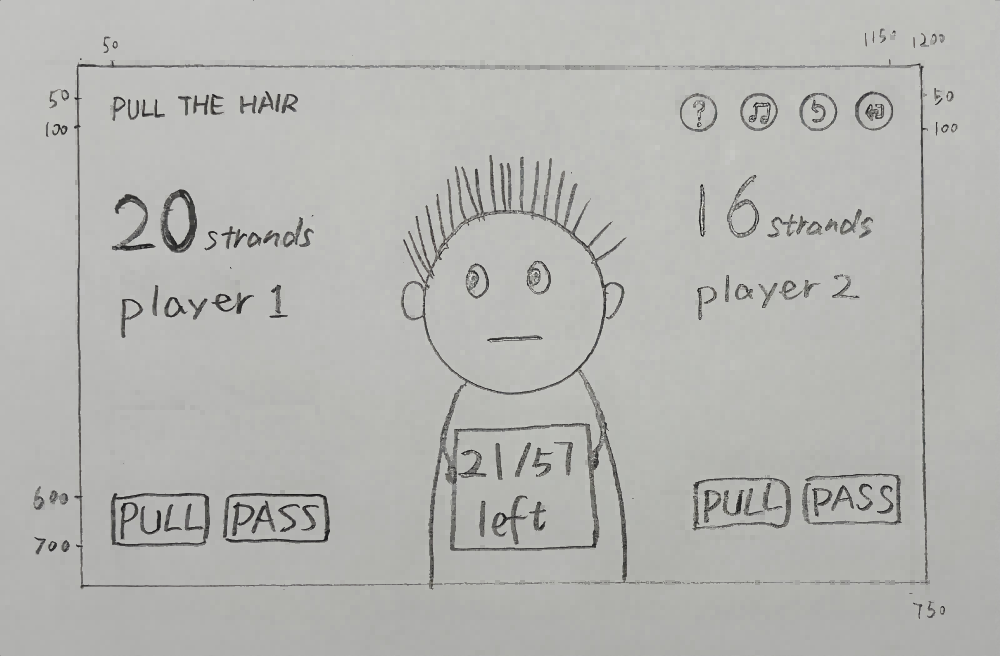 50
1150 1200
50
100
PULL THE HAIR
?
50
100
20 strands
player 1
16 strands
player 2
21/57
left
600
700
PULL PASS
PULL PASS
750